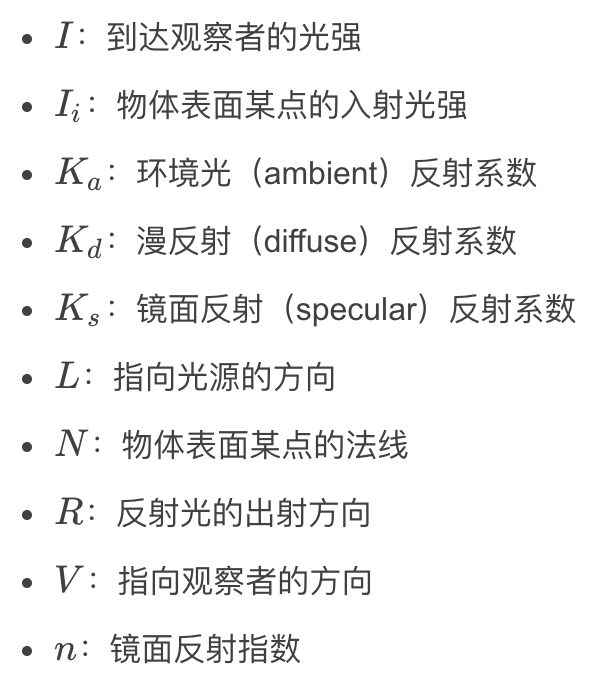 • I：到达观察者的光强
• I_i：物体表面某点的入射光强
• K_a：环境光（ambient）反射系数
• K_d：漫反射（diffuse）反射系数
• K_s：镜面反射（specular）反射系数
• L：指向光源的方向
• N：物体表面某点的法线
• R：反射光的出射方向
• V：指向观察者的方向
• n：镜面反射指数